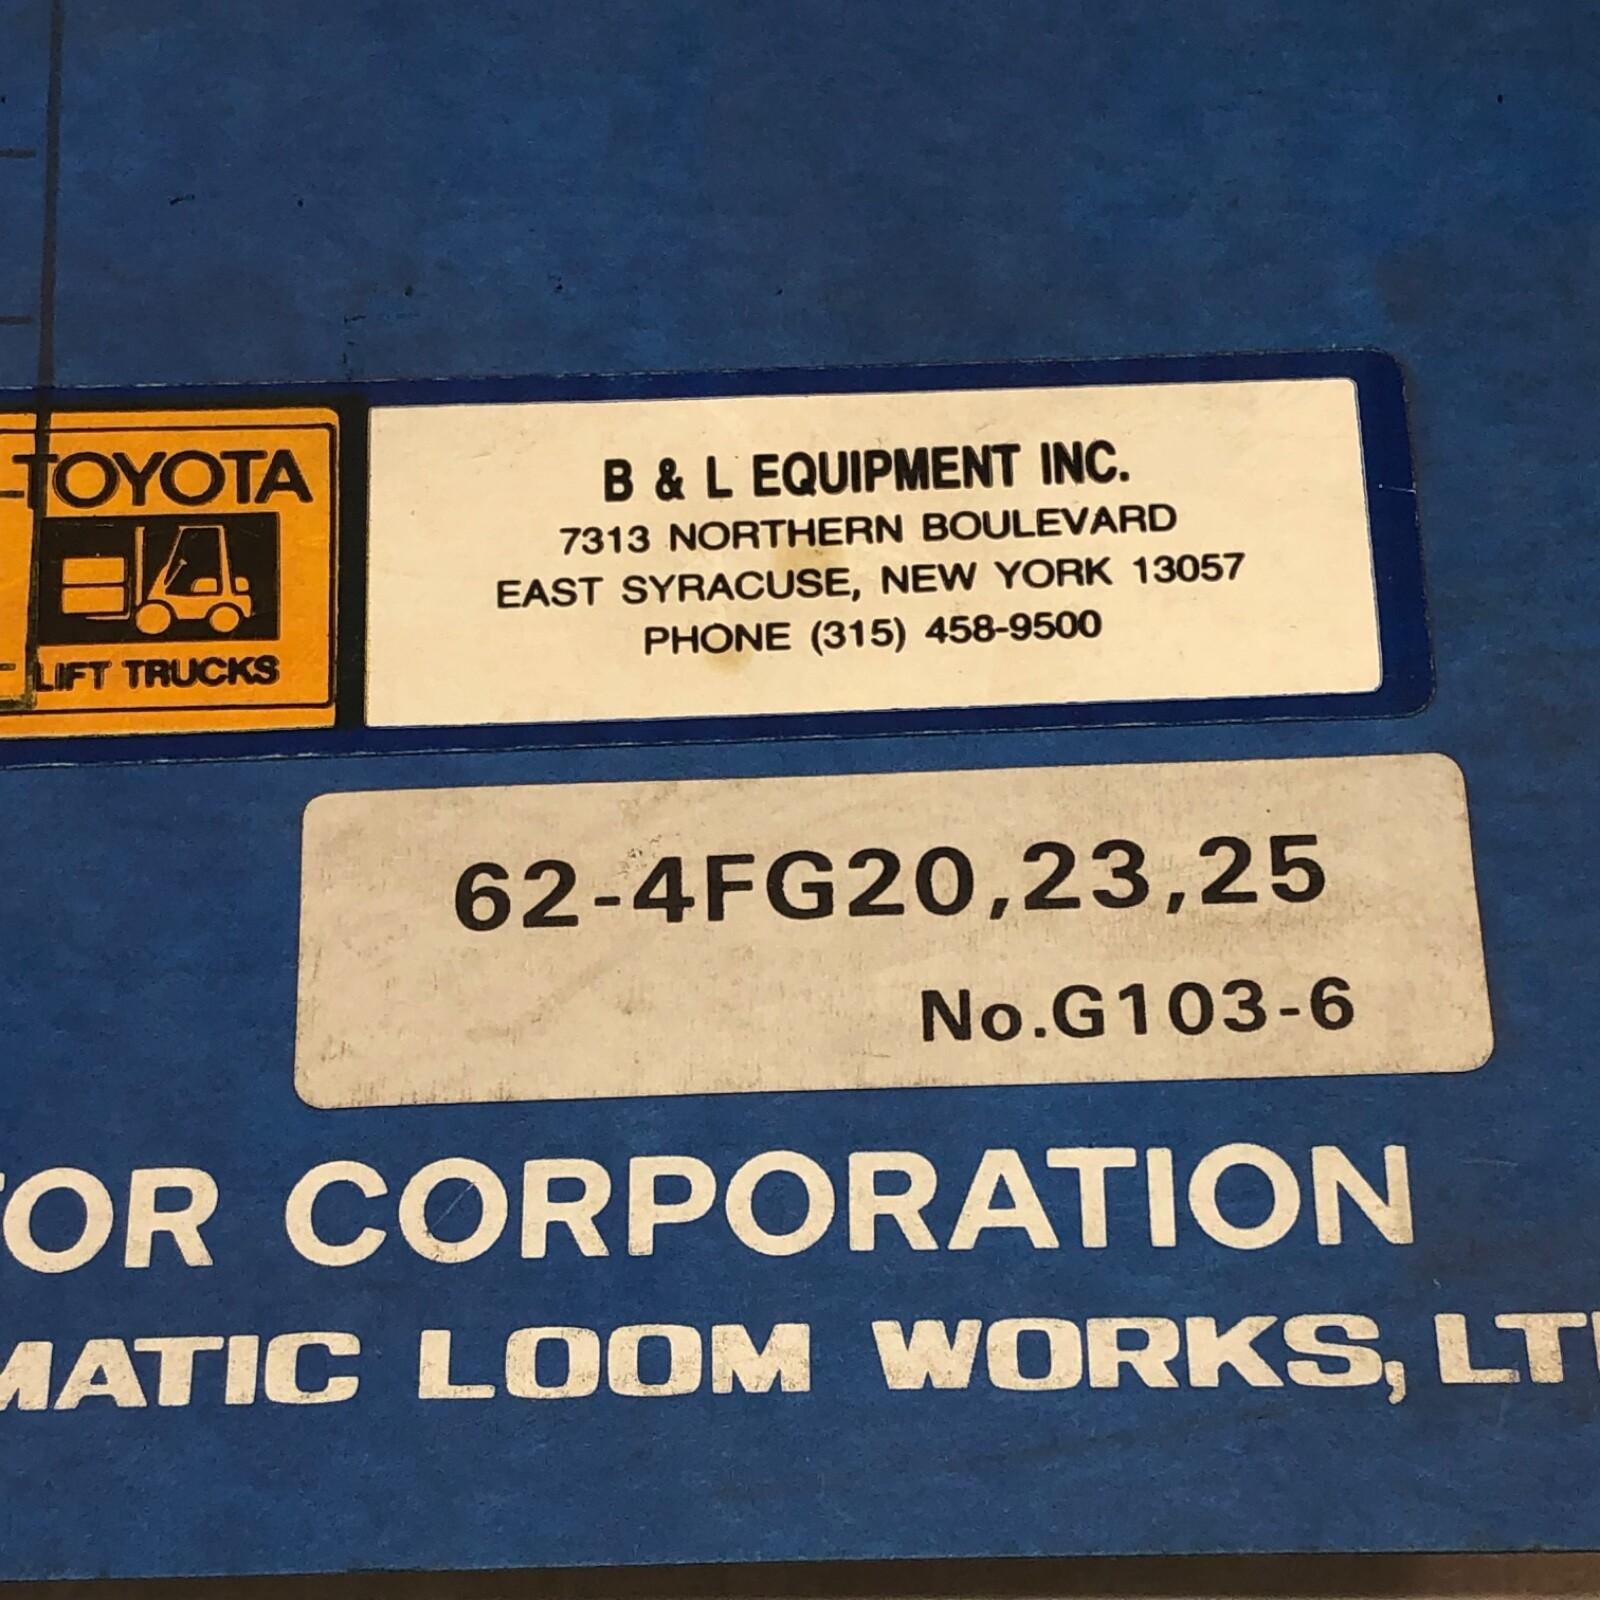 TOYOTA
LIFT TRUCKS
B & L EQUIPMENT INC.
7313 NORTHERN BOULEVARD
EAST SYRACUSE, NEW YORK 13057
PHONE (315) 458-9500
62-4FG20,23,25
No.G103-6
TOR CORPORATION
MATIC LOOM WORKS, LT